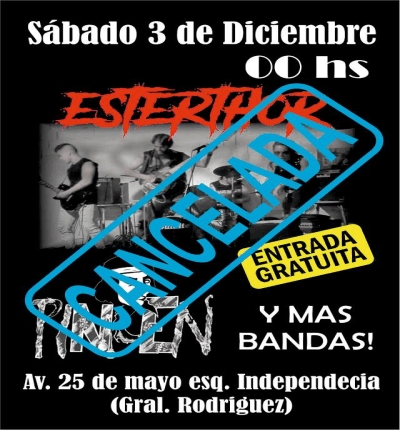 Sábado 3 de Diciembre
00 hs
ESTERTHOR
CANCELADA
ENTRADA
GRATUITA
Y MAS
BANDAS!
Av. 25 de mayo esq. Independecia
(Gral. Rodriguez)